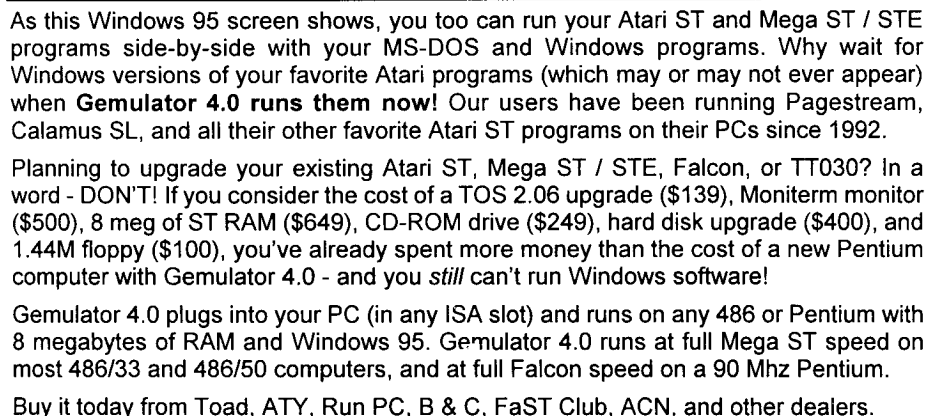 As this Windows 95 screen shows, you too can run your Atari ST and Mega ST / STE
programs side-by-side with your MS-DOS and Windows programs. Why wait for
Windows versions of your favorite Atari programs (which may or may not ever appear)
when Gemulator 4.0 runs them now! Our users have been running Pagestream,
Calamus SL, and all their other favorite Atari ST programs on their PCs since 1992.
Planning to upgrade your existing Atari ST, Mega ST / STE, Falcon, or TT030? In a
word - DON'T! If you consider the cost of a TOS 2.06 upgrade ($139), Moniterm monitor
($500), 8 meg of ST RAM ($649), CD-ROM drive ($249), hard disk upgrade ($400), and
1.44M floppy ($100), you've already spent more money than the cost of a new Pentium
computer with Gemulator 4.0 - and you still can't run Windows software!
Gemulator 4.0 plugs into your PC (in any ISA slot) and runs on any 486 or Pentium with
8 megabytes of RAM and Windows 95. Gemulator 4.0 runs at full Mega ST speed on
most 486/33 and 486/50 computers, and at full Falcon speed on a 90 Mhz Pentium.
Buy it today from Toad, ATY, Run PC, B & C, FaST Club, ACN, and other dealers.